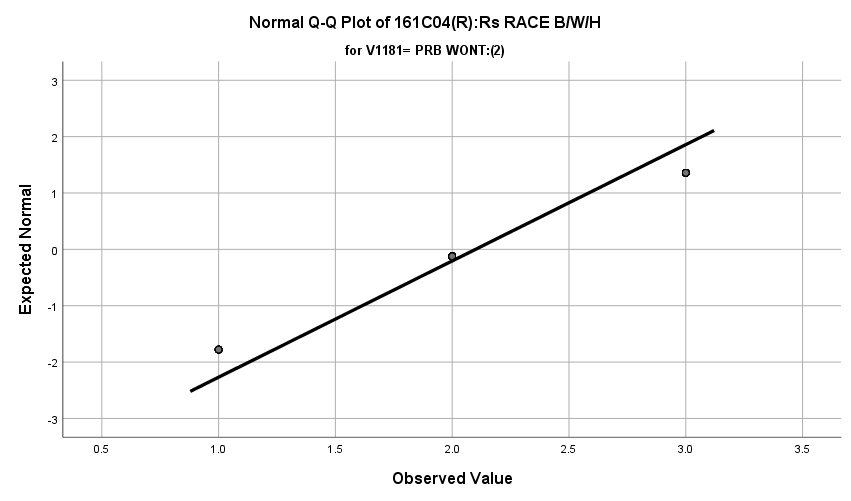 Normal Q-Q Plot of 161C04(R):Rs RACE B/W/H
for V1181= PRB WONT:(2)
Expected Normal
3
2
1
0
-1
-2
-3
0.5 1.0 1.5 2.0 2.5 3.0 3.5
Observed Value